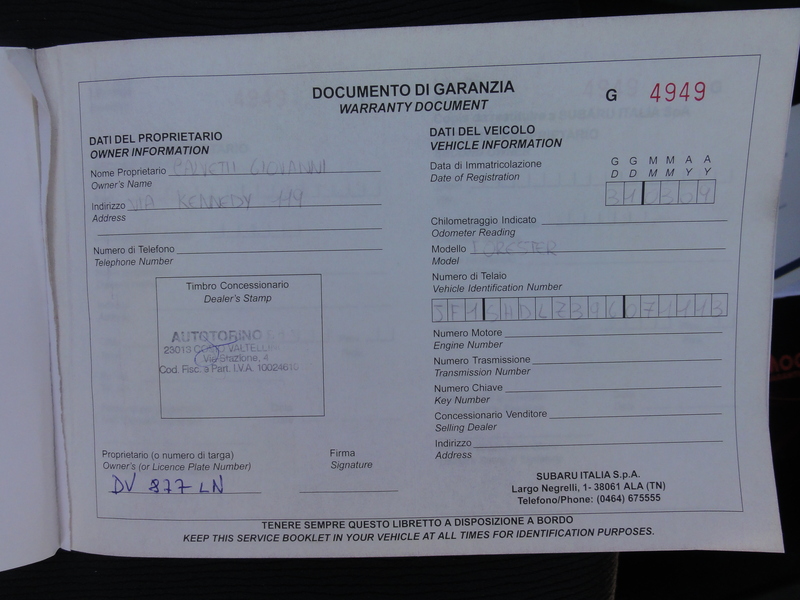 DOCUMENTO DI GARANZIA
WARRANTY DOCUMENT
G 4949
DATI DEL PROPRIETARIO
OWNER INFORMATION
Nome Proprietario GIOVANNI
Owner's Name
Indirizzo VIA KENNEDY
Address
Numero di Telefono
Telephone Number
Timbro Concessionario
Dealer's Stamp
AUTOTORINO
23013
Via Stazione, 4
Cod. Fisc. e Part. I.V.A.
Proprietario (o numero di targa)
Owner's (or Licence Plate Number)
DV 877 LN
Firma
Signature
DATI DEL VEICOLO
VEHICLE INFORMATION
Data di Immatricolazione
Date of Registration
G G M M A A
D D M M Y Y
310309
Chilometraggio Indicato
Odometer Reading
Modello FORESTER
Model
Numero di Telaio
Vehicle Identification Number
Numero Motore
Engine Number
Numero Trasmissione
Transmission Number
Numero Chiave
Key Number
Concessionario Venditore
Selling Dealer
Indirizzo
Address
SUBARU ITALIA S.p.A.
Largo Negrelli, 1- 38061 ALA (TN)
Telefono/Phone: (0464) 675555
TENERE SEMPRE QUESTO LIBRETTO A DISPOSIZIONE A BORDO
KEEP THIS SERVICE BOOKLET IN YOUR VEHICLE AT ALL TIMES FOR IDENTIFICATION PURPOSES.